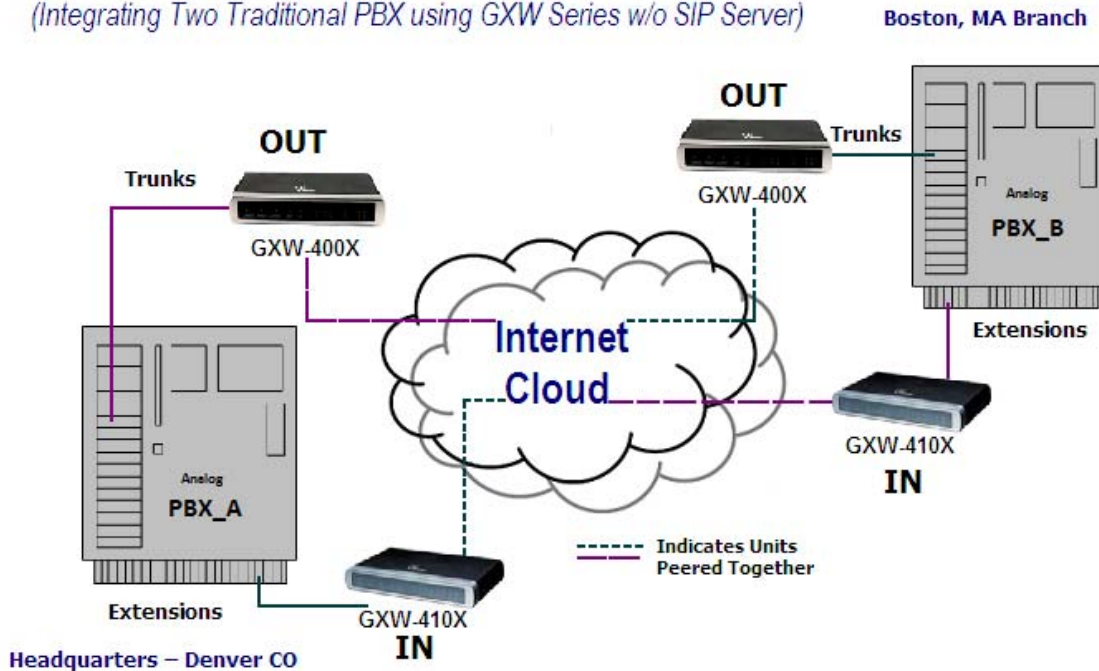 (Integrating Two Traditional PBX using GXW Series w/o SIP Server)
Boston, MA Branch
OUT
Trunks
GXW-400X
OUT
Trunks
GXW-400X
Analog
PBX_B
Extensions
Internet
Cloud
GXW-410X
IN
Analog
PBX_A
Extensions
GXW-410X
IN
Indicates Units
Peered Together
Headquarters – Denver CO